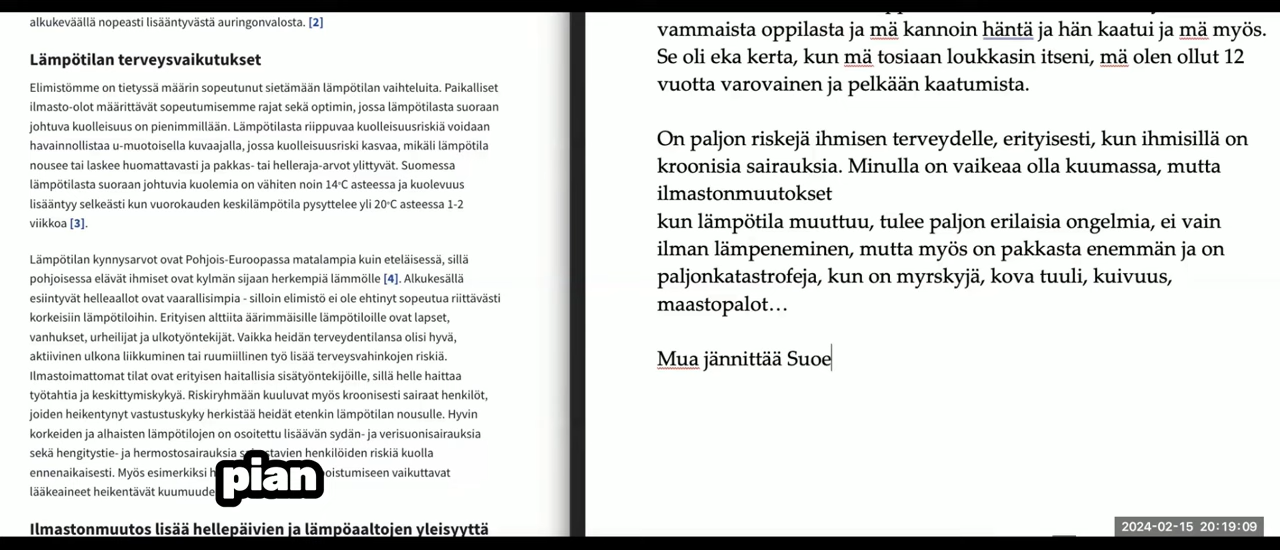 alkukeväällä nopeasti lisääntyvästä auringonvalosta. [2]
Lämpötilan terveysvaikutukset
Elimistömme on tietyssä määrin sopeutunut sietämään lämpötilan vaihteluita. Paikalliset
ilmasto-olot määrittävät sopeutumisemme rajat sekä optimin, jossa lämpötilasta suoraan
johtuva kuolleisuus on pienimmillään. Lämpötilasta riippuvaa kuolleisuusriskiä voidaan
havainnollistaa u-muotoisella kuvaajalla, jossa kuolleisuusriski kasvaa, mikäli lämpötila
nousee tai laskee huomattavasti ja pakkas- tai helleraja-arvot ylittyvät. Suomessa
lämpötilasta suoraan johtuvia kuolemia on vähiten noin 14°C asteessa ja kuolevuus
lisääntyy selkeästi kun vuorokauden keskilämpötila pysyttelee yli 20°C asteessa 1-2
viikkoa [3].
Lämpötilan kynnysarvot ovat Pohjois-Euroopassa matalampia kuin eteläisessä, sillä
pohjoisessa elävät ihmiset ovat kylmän sijaan herkempiä lämmölle [4]. Alkukesällä
esiintyvät helleaallot ovat vaarallisimpia - silloin elimistö ei ole ehtinyt sopeutua riittävästi
korkeisiin lämpötiloihin. Erityisen alttiita äärimmäisille lämpötiloille ovat lapset,
vanhukset, urheilijat ja ulkotyöntekijät. Vaikka heidän terveydentilansa olisi hyvä,
aktiivinen ulkona liikkuminen tai ruumiillinen työ lisää terveysvahinkojen riskiä.
Ilmastoimattomat tilat ovat erityisen haitallisia sisätyöntekijöille, sillä helle haittaa
työtahtia ja keskittymiskykyä. Riskiryhmään kuuluvat myös kroonisesti sairaat henkilöt,
joiden heikentynyt vastustuskyky herkistää heidät etenkin lämpötilan nousulle. Hyvin
korkeiden ja alhaisten lämpötilojen on osoitettu lisäävän sydän- ja verisuonisairauksia
sekä hengitystie- ja hermostosairauksia henkilöiden riskiä kuolla
ennenaikaisesti. Myös esimerkiksi vaikuttavat
lääkeaineet heikentävät
pian
Ilmastonmuutos lisää hellepäivien ja lämpöaaltojen yleisyyttä
vammaista oppilasta ja mä kannoin häntä ja hän kaatui ja mä myös.
Se oli eka kerta, kun mä tosiaan loukkasin itseni, mä olen ollut 12
vuotta varovainen ja pelkään kaatumista.
On paljon riskejä ihmisen terveydelle, erityisesti, kun ihmisillä on
kroonisia sairauksia. Minulla on vaikeaa olla kuumassa, mutta
ilmastonmuutokset
kun lämpötila muuttuu, tulee paljon erilaisia ongelmia, ei vain
ilman lämpeneminen, mutta myös on pakkasta enemmän ja on
paljonkatastrofeja, kun on myrskyjä, kova tuuli, kuivuus,
maastopalot…
Mua jännittää Suoe
2024-02-15 20:19:09